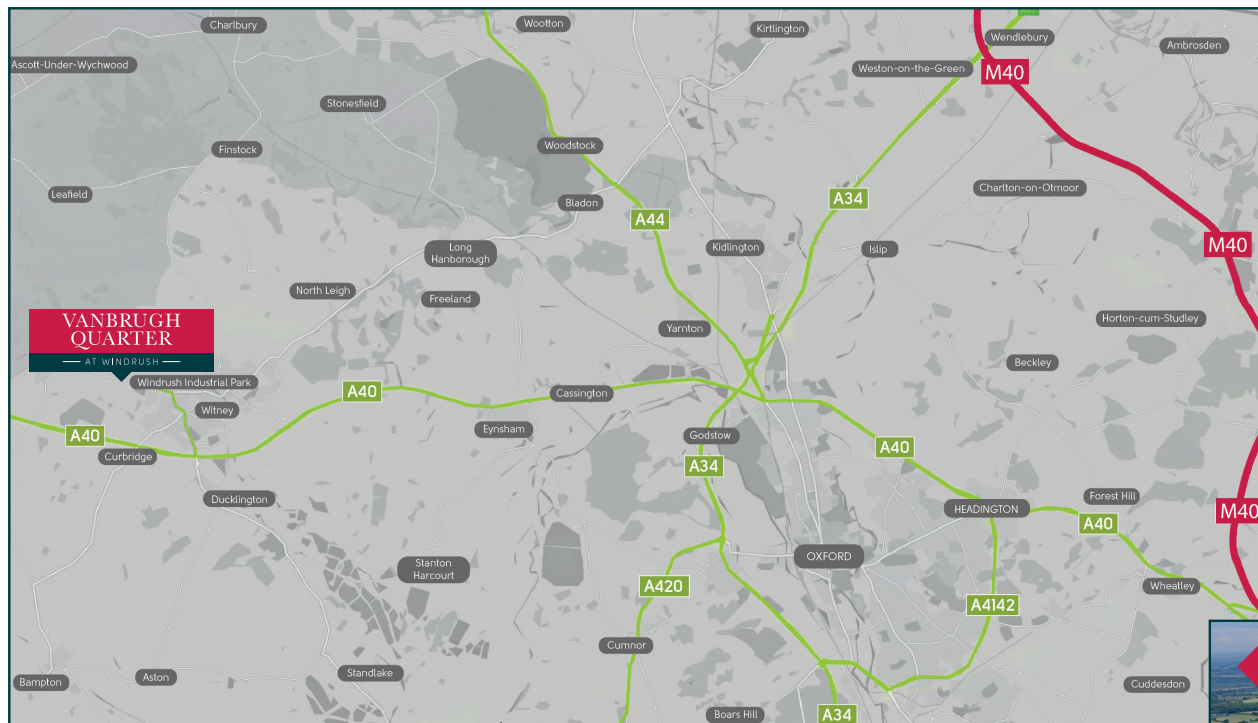 Charlbury
Wootton
Kirtlington
Wendlebury
Ambrosden
Ascott-Under-Wychwood
Weston-on-the-Green
M40
Stonesfield
Woodstock
Finstock
Leafield
Charlton-on-Otmoor
Bladon
A34
A44
Long
Hanborough
Kidlington
Islip
M40
North Leigh
Freeland
VANBRUGH
QUARTER
AT WINDRUSH
Yarnton
Horton-cum-Studley
Beckley
Windrush Industrial Park
A40
Cassington
Witney
A40
Curbridge
Eynsham
Godstow
A40
A34
Ducklington
Forest Hill
HEADINGTON
M40
A40
OXFORD
Stanton
Harcourt
A420
Wheatley
A4142
Cumnor
Standlake
Aston
Bampton
Cuddesdon
Boars Hill
A34